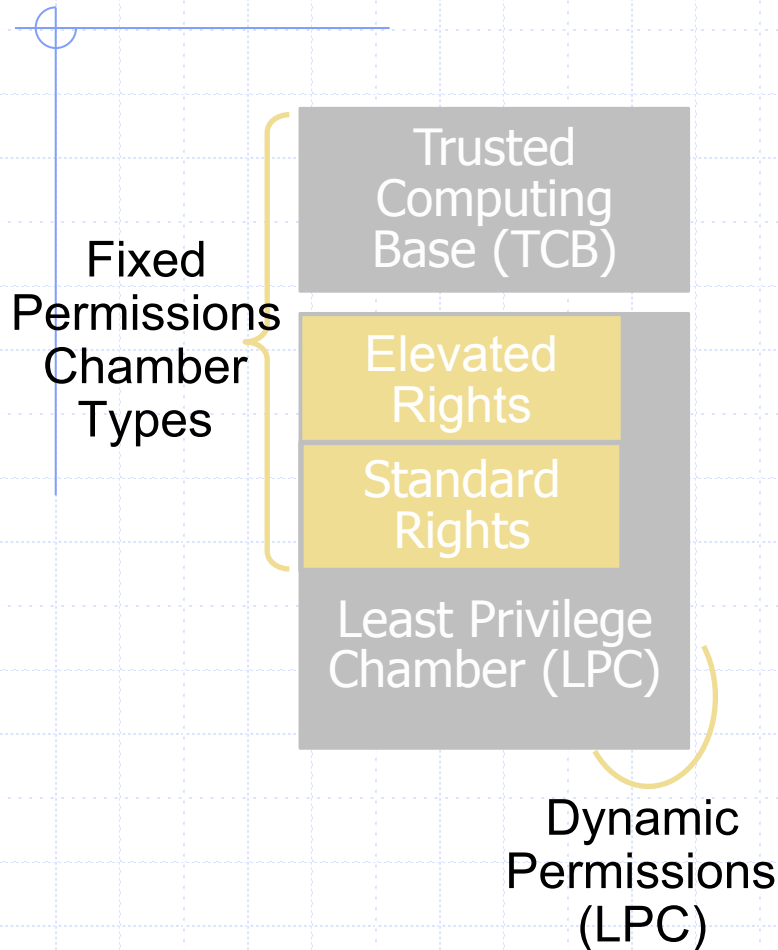 Trusted
Computing
Base (TCB)
Fixed
Permissions
Chamber
Types
Elevated
Rights
Standard
Rights
Least Privilege
Chamber (LPC)
Dynamic
Permissions
(LPC)